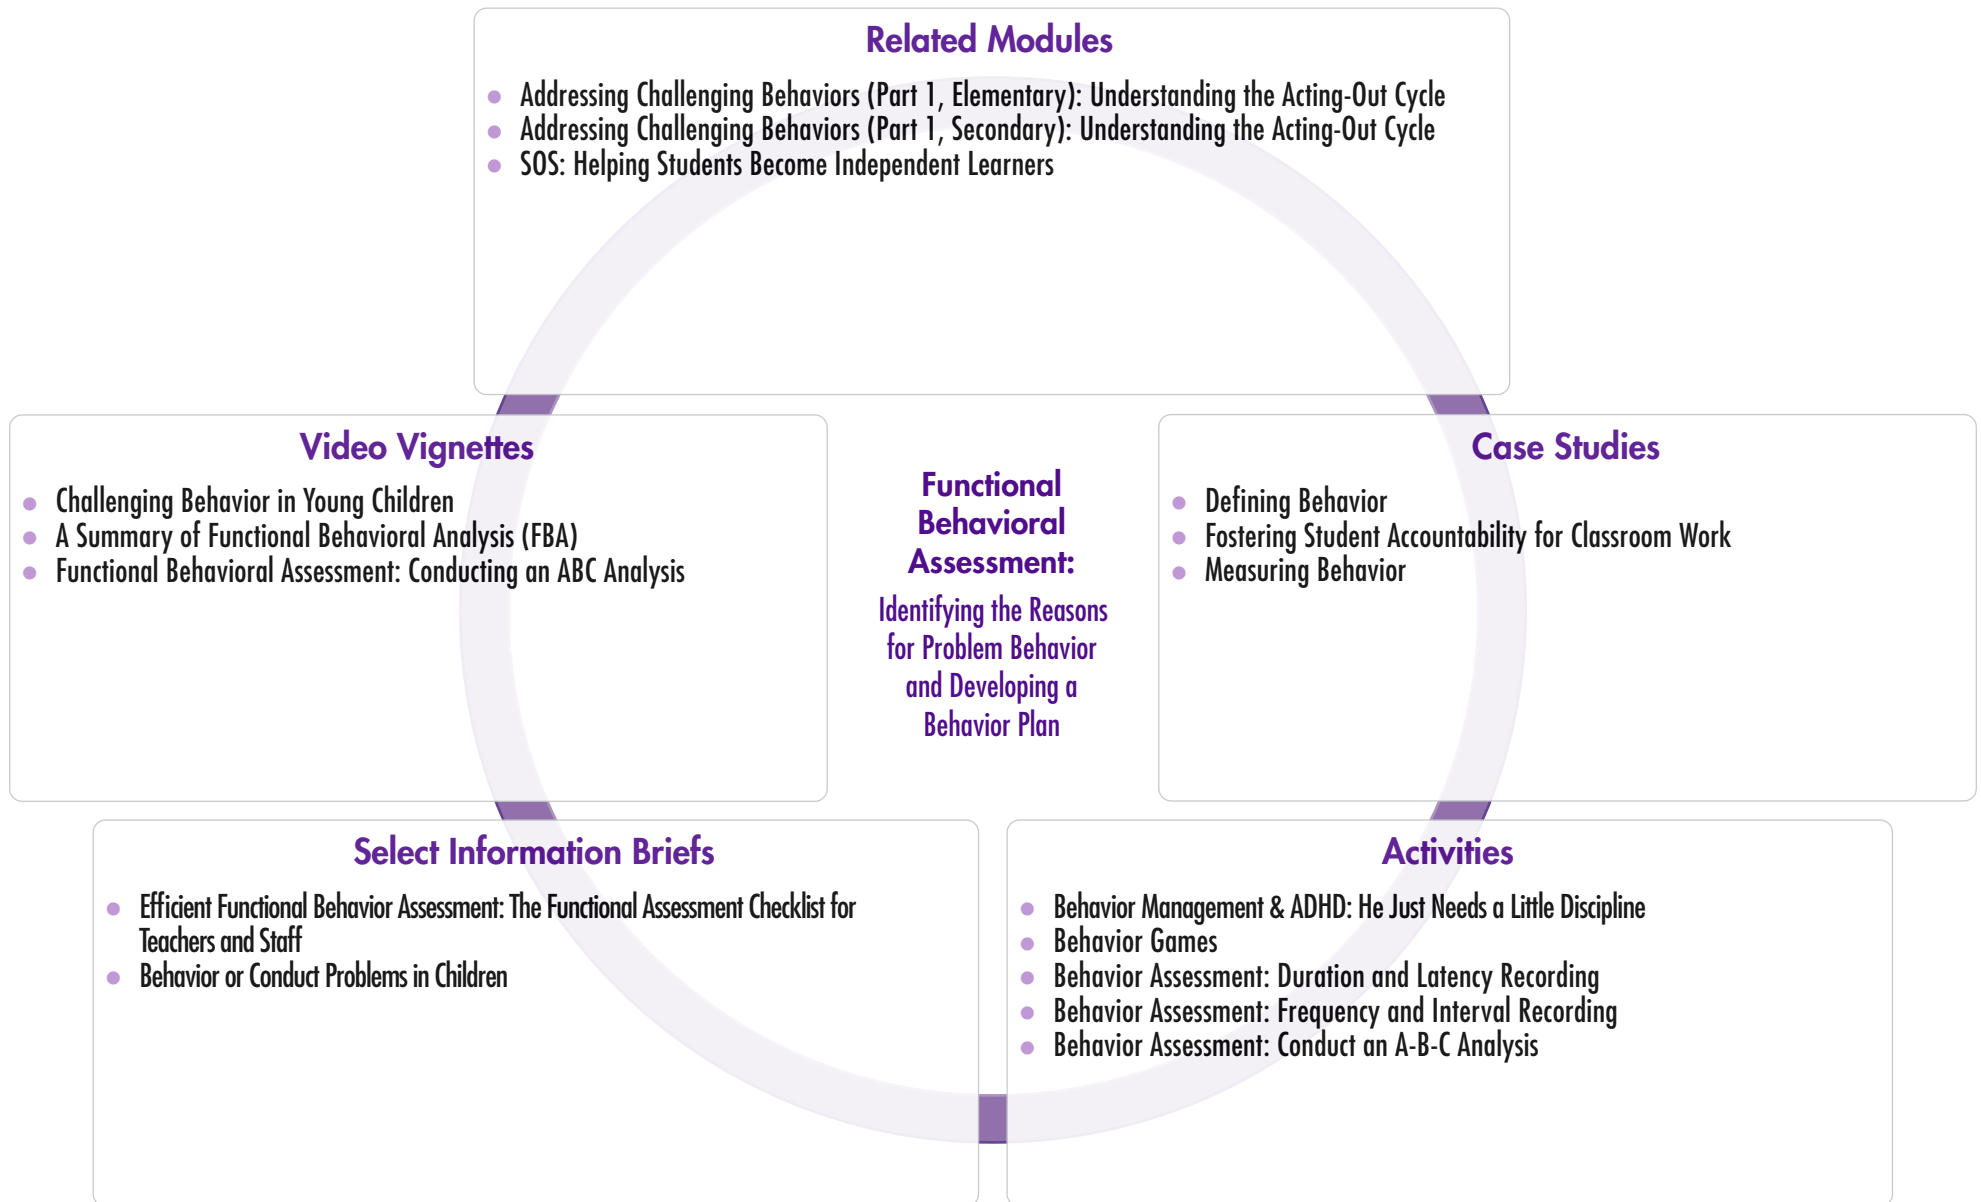 Related Modules
Addressing Challenging Behaviors (Part 1, Elementary): Understanding the Acting-Out Cycle
Addressing Challenging Behaviors (Part 1, Secondary): Understanding the Acting-Out Cycle
SOS: Helping Students Become Independent Learners
Video Vignettes
Challenging Behavior in Young Children
A Summary of Functional Behavioral Analysis (FBA)
Functional Behavioral Assessment: Conducting an ABC Analysis
Functional
Behavioral
Assessment:
Identifying the Reasons
for Problem Behavior
and Developing a
Behavior Plan
Case Studies
Defining Behavior
Fostering Student Accountability for Classroom Work
Measuring Behavior
Select Information Briefs
Efficient Functional Behavior Assessment: The Functional Assessment Checklist for
Teachers and Staff
Behavior or Conduct Problems in Children
Activities
Behavior Management & ADHD: He Just Needs a Little Discipline
Behavior Games
Behavior Assessment: Duration and Latency Recording
Behavior Assessment: Frequency and Interval Recording
Behavior Assessment: Conduct an A-B-C Analysis